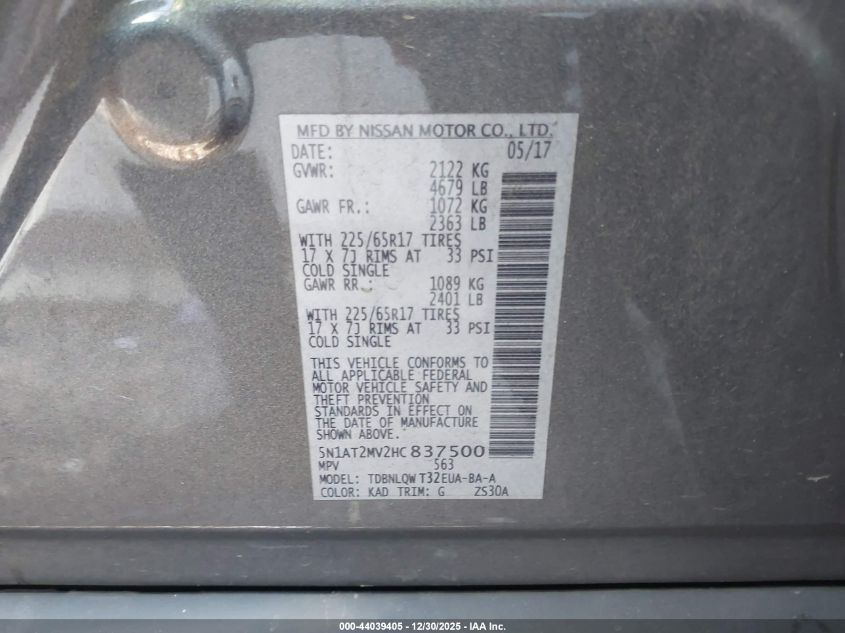 MFD BY NISSAN MOTOR CO., LTD.
DATE: 05/17
GVWR: 2122 KG
4679 LB
GAWR FR.: 1072 KG
2363 LB
WITH 225/65R17 TIRES
17 X 7J RIMS AT 33 PSI
COLD SINGLE
GAWR RR.: 1089 KG
2401 LB
WITH 225/65R17 TIRES
17 X 7J RIMS AT 33 PSI
COLD SINGLE
THIS VEHICLE CONFORMS TO
ALL APPLICABLE FEDERAL
MOTOR VEHICLE SAFETY AND
THEFT PREVENTION
STANDARDS IN EFFECT ON
THE DATE OF MANUFACTURE
SHOWN ABOVE.
5N1AT2MV2HC837500
MPV 563
MODEL: TDBNLQW T32EUA-BA-A
COLOR: KAD TRIM: G ZS30A
000-44039405 - 12/30/2025 - IAA Inc.